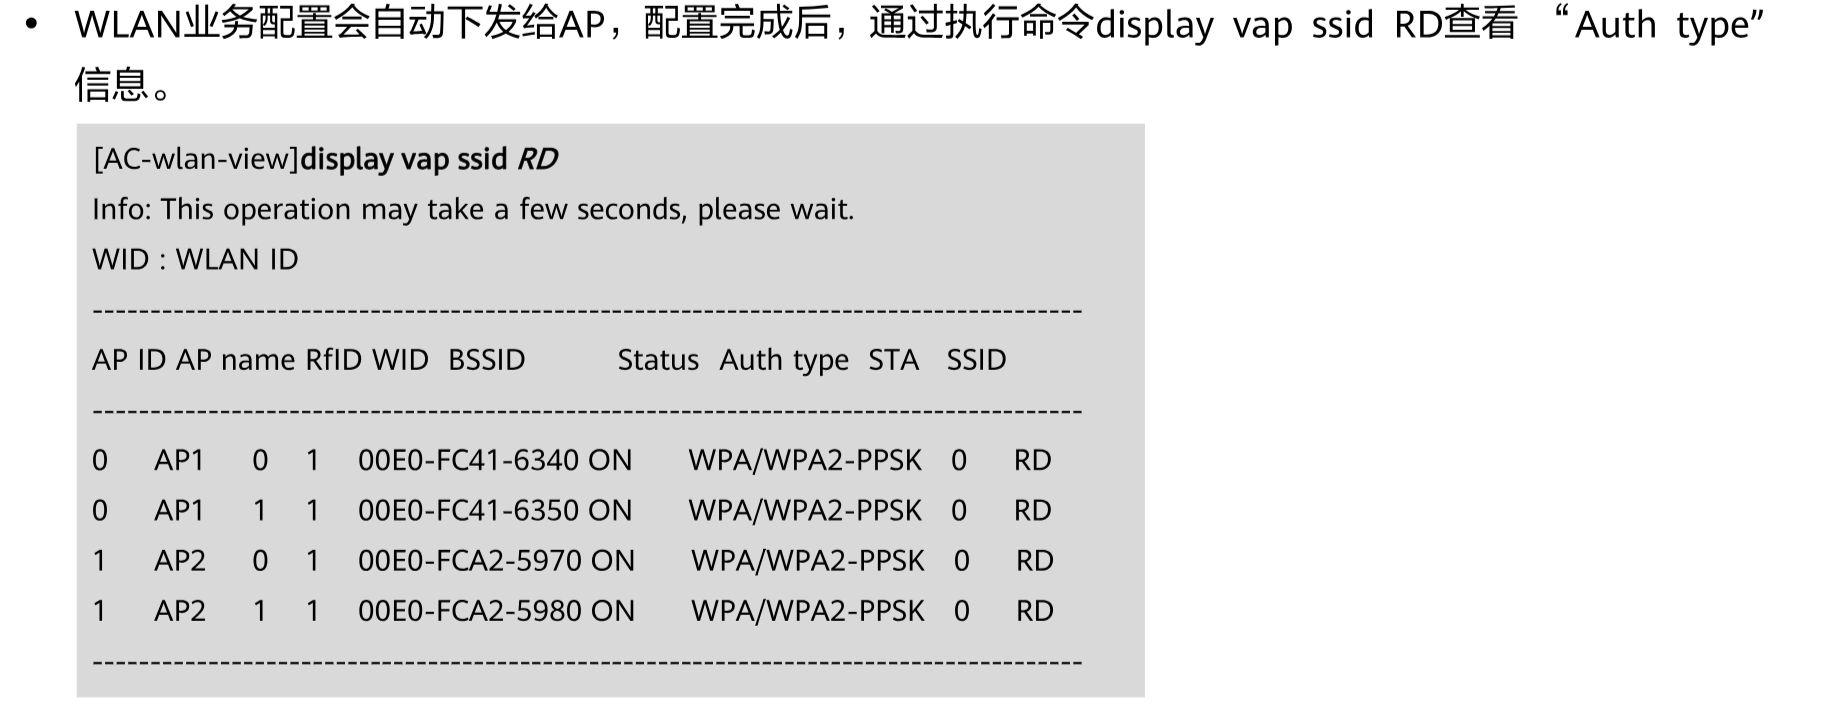 • WLAN业务配置会自动下发给AP，配置完成后，通过执行命令display vap ssid RD查看 “Auth type”
信息。
[AC-wlan-view]display vap ssid RD
Info: This operation may take a few seconds, please wait.
WID : WLAN ID
-------------------------------------------------------------------------------------
AP ID AP name RfID WID BSSID Status Auth type STA SSID
-------------------------------------------------------------------------------------
0 AP1 0 1 00E0-FC41-6340 ON WPA/WPA2-PPSK 0 RD
0 AP1 1 1 00E0-FC41-6350 ON WPA/WPA2-PPSK 0 RD
1 AP2 0 1 00E0-FCA2-5970 ON WPA/WPA2-PPSK 0 RD
1 AP2 1 1 00E0-FCA2-5980 ON WPA/WPA2-PPSK 0 RD
-------------------------------------------------------------------------------------